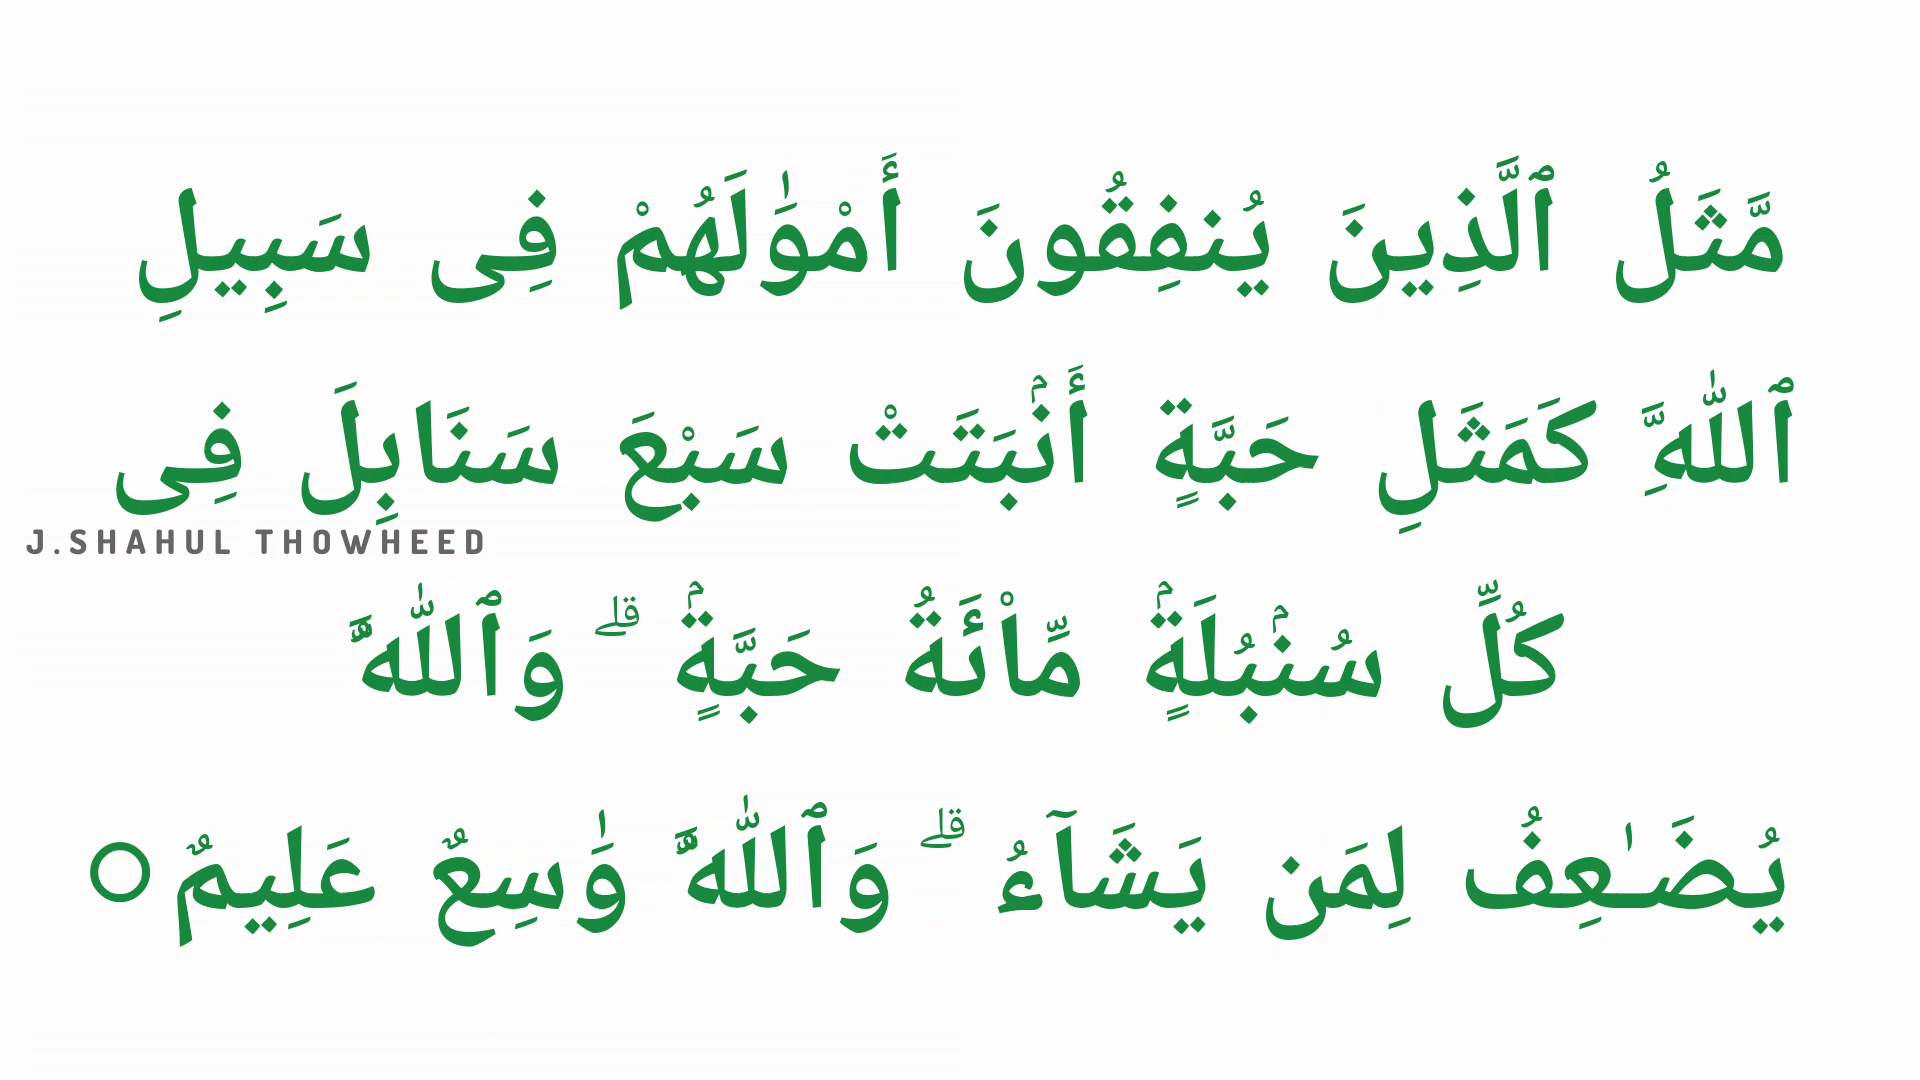 مَّثَلُ ٱلَّذِينَ يُنفِقُونَ أَمْوَٰلَهُمْ فِى سَبِيلِ
ٱللَّهِ كَمَثَلِ حَبَّةٍ أَنۢبَتَتْ سَبْعَ سَنَابِلَ فِى
J.SHAHUL THOWHEED
كُلِّ سُنۢبُلَةٍۢ مِّا۟ئَةُ حَبَّةٍۢ ۗ وَٱللَّهُ
يُضَـٰعِفُ لِمَن يَشَآءُ ۗ وَٱللَّهُ وَٰسِعٌ عَلِيمٌ ○